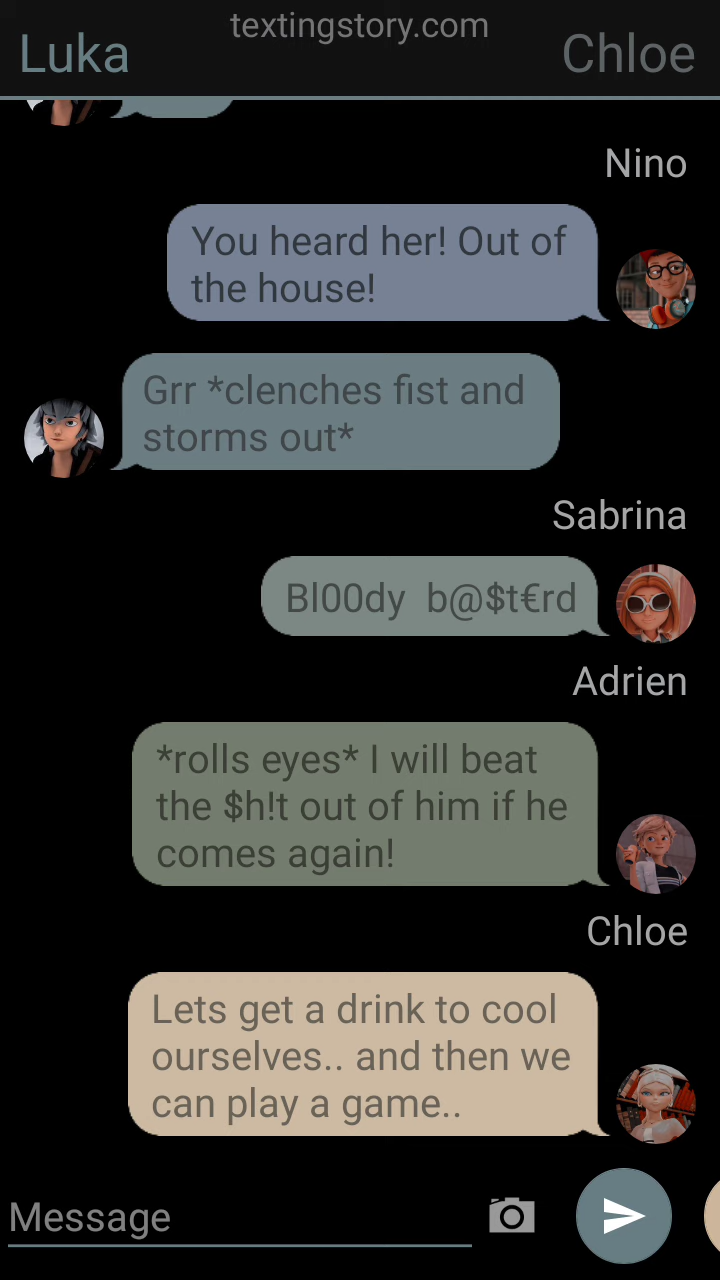 textingstory.com
Luka
Chloe
Nino
You heard her! Out of
the house!
Grr *clenches fist and
storms out*
Sabrina
Bl00dy  b@$t€rd
Adrien
*rolls eyes* I will beat
the $h!t out of him if he
comes again!
Chloe
Lets get a drink to cool
ourselves.. and then we
can play a game..
Message